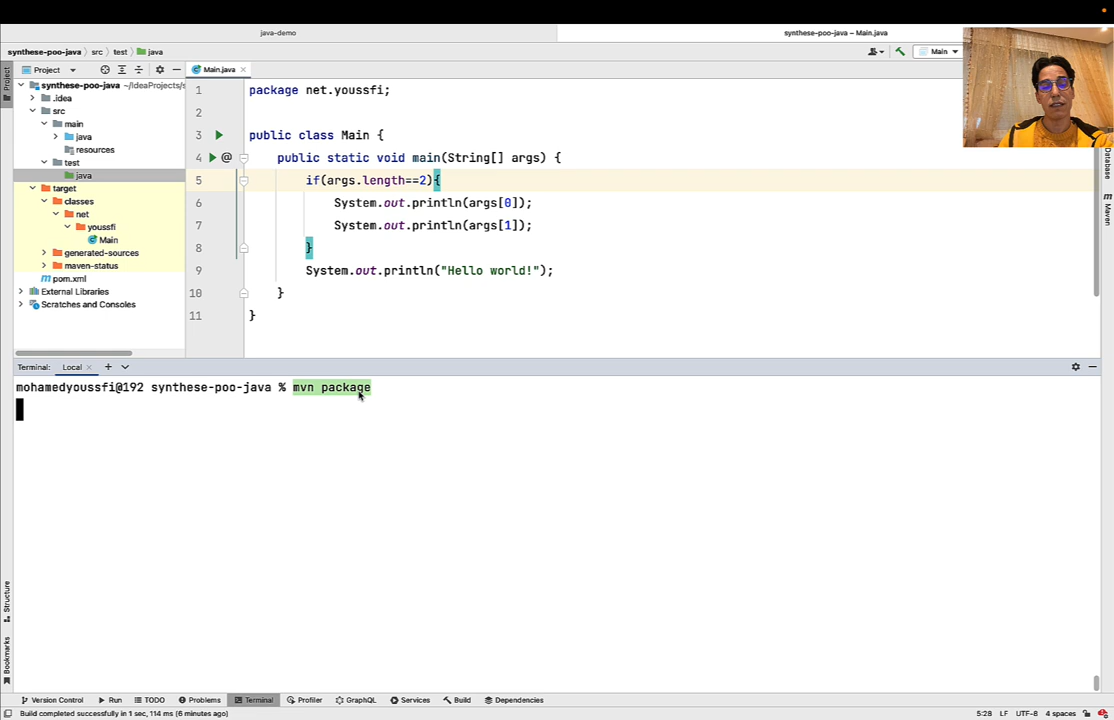 java-demo
synthese-poo-java – Main.java
synthese-poo-java src test java
Main
Project
Main.java
Project
synthese-poo-java ~/IdeaProjects/s
.idea
src
main
java
resources
test
java
target
classes
net
youssfi
Main
generated-sources
maven-status
pom.xml
External Libraries
Scratches and Consoles
1 package net.youssfi;
2
3 public class Main {
4 @ public static void main(String[] args) {
5 if(args.length==2){
6 System.out.println(args[0]);
7 System.out.println(args[1]);
8 }
9 System.out.println("Hello world!");
10 }
11 }
Database
Maven
Terminal: Local
mohamedyoussfi@192 synthese-poo-java % mvn package
Structure
Bookmarks
Version Control Run TODO Problems Terminal Profiler GraphQL Services Build Dependencies
Build completed successfully in 1 sec, 114 ms (6 minutes ago)
5:28 LF UTF-8 4 spaces